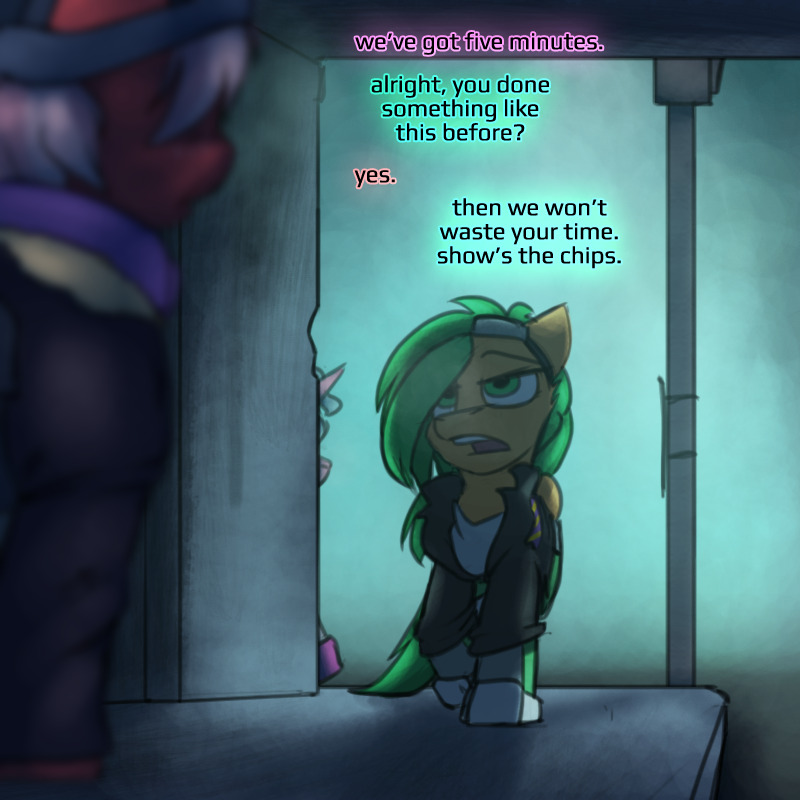 we've got five minutes.
alright, you done
something like
this before?
yes.
then we won't
waste your time.
show's the chips.